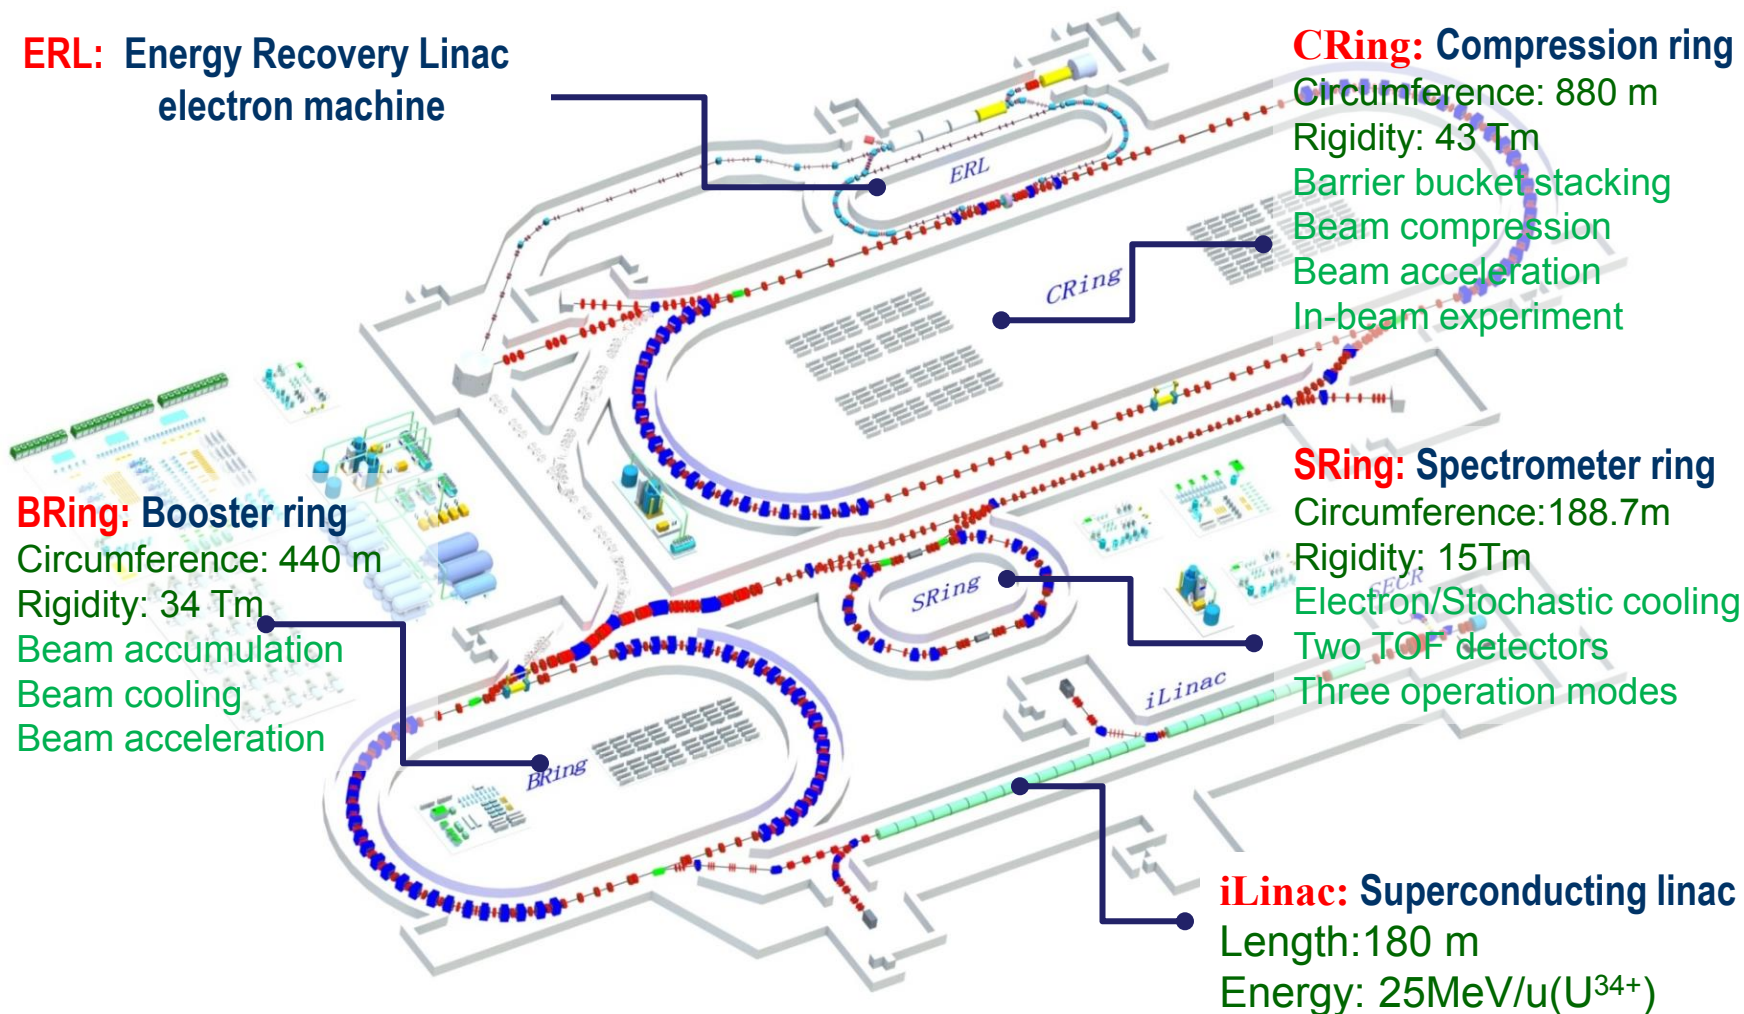 ERL: Energy Recovery Linac
electron machine
CRing: Compression ring
Circumference: 880 m
Rigidity: 43 Tm
Barrier bucket stacking
Beam compression
Beam acceleration
In-beam experiment
ERL
CRing
SRing: Spectrometer ring
Circumference:188.7m
Rigidity: 15Tm
Electron/Stochastic cooling
Two TOF detectors
Three operation modes
BRing: Booster ring
Circumference: 440 m
Rigidity: 34 Tm
Beam accumulation
Beam cooling
Beam acceleration
SRing
SECR
iLinac
BRing
iLinac: Superconducting linac
Length:180 m
Energy: 25MeV/u(U³⁴⁺)